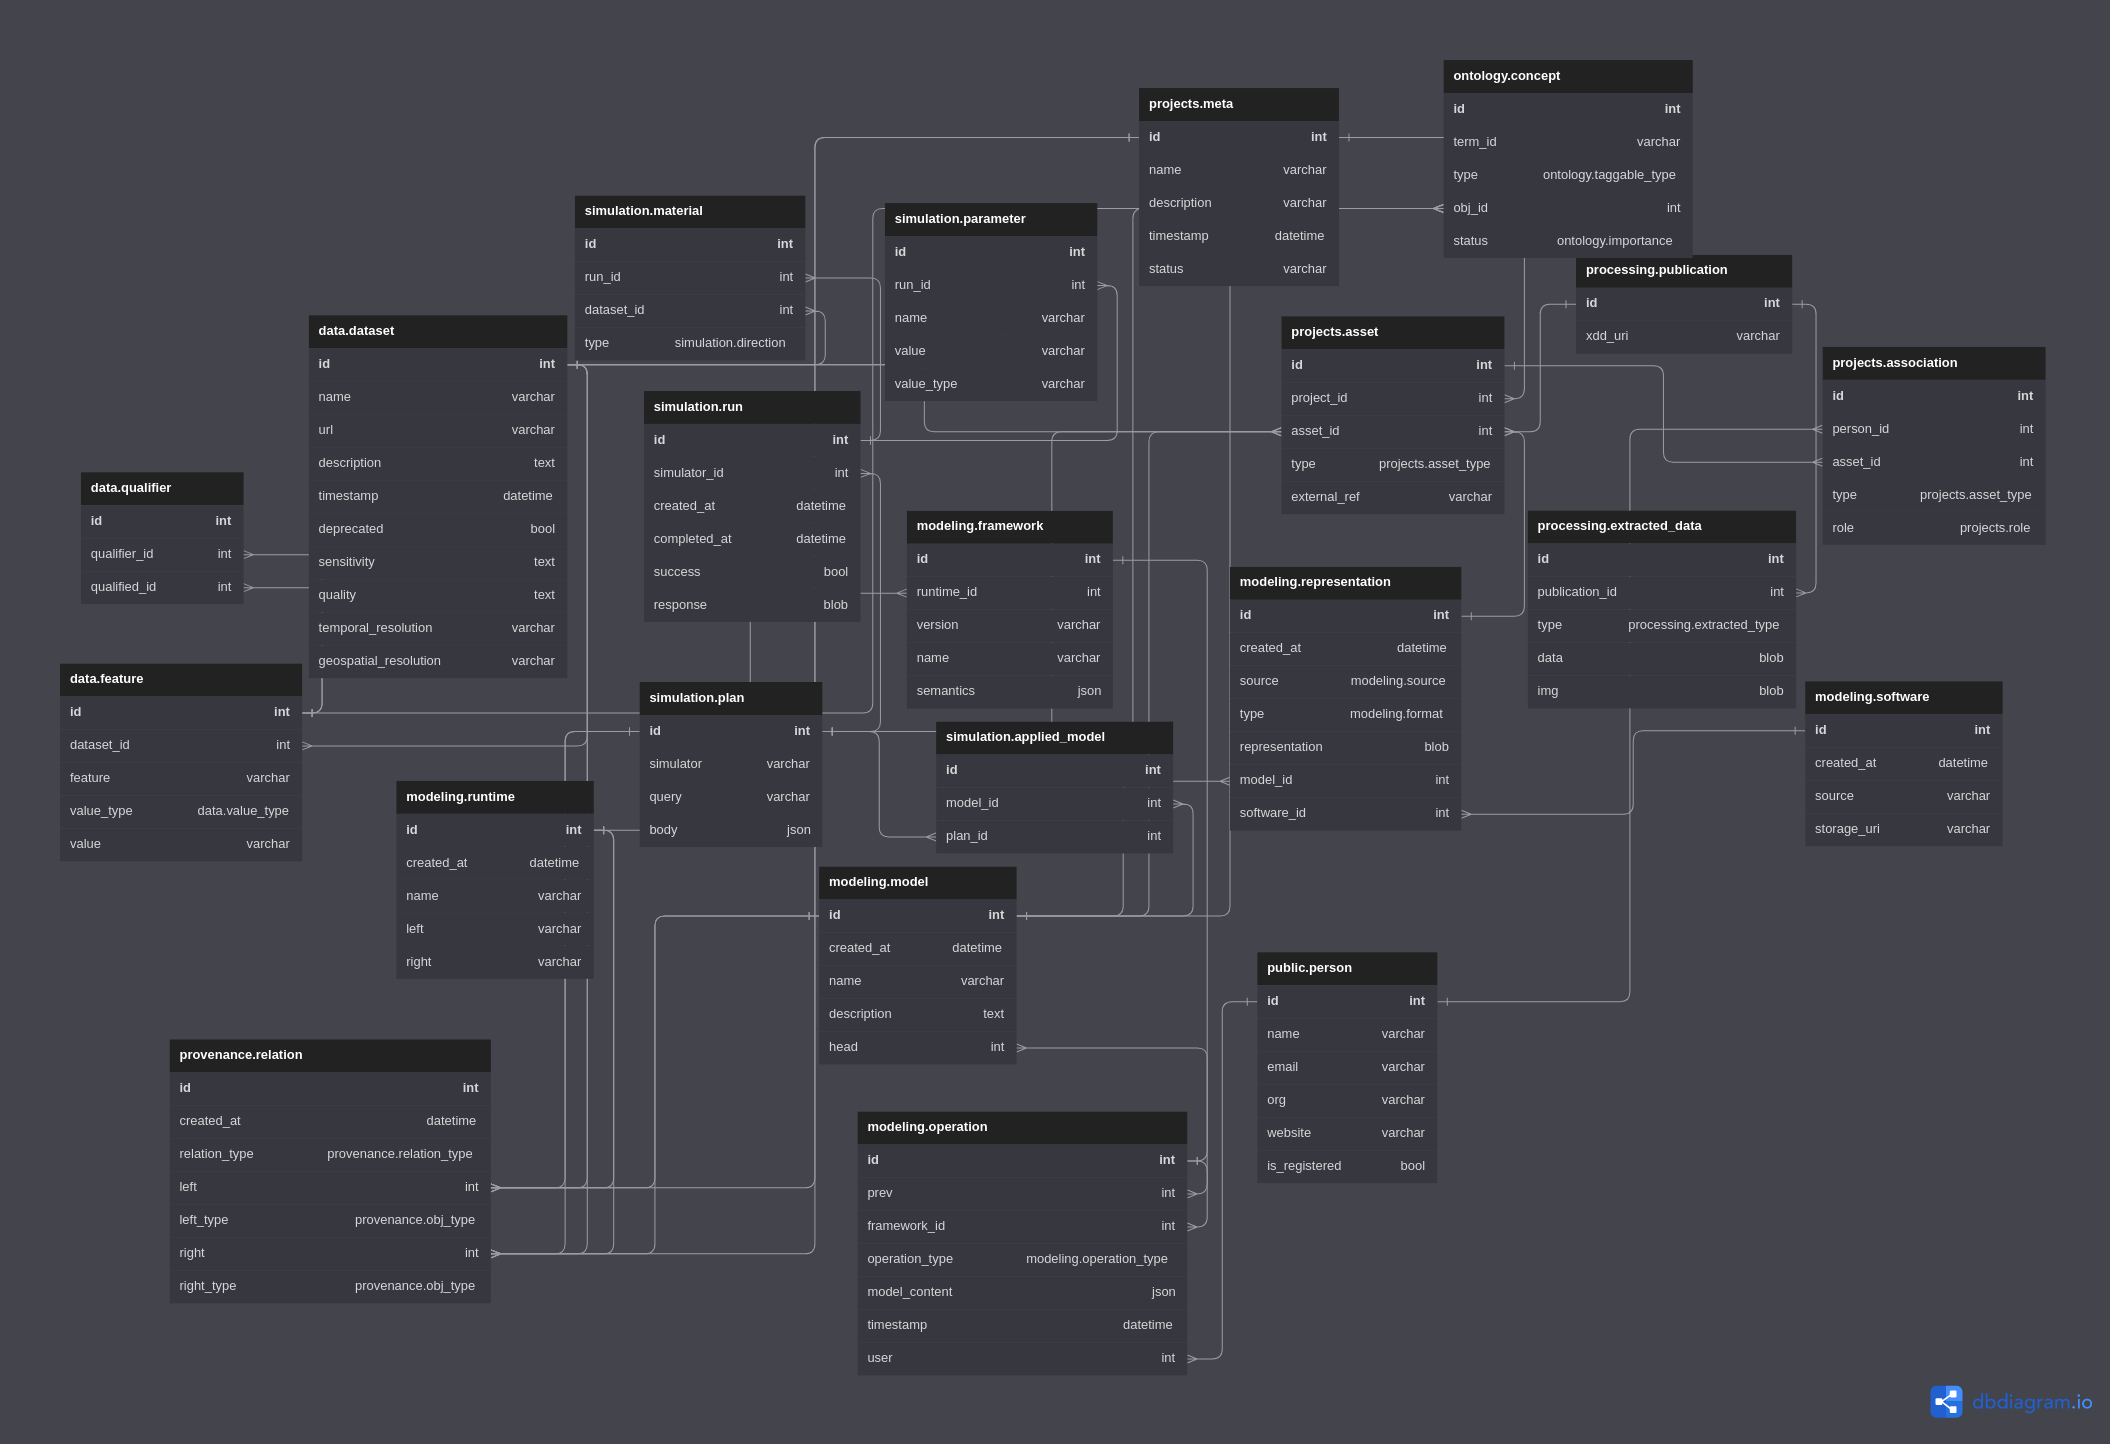 ontology.concept
id int
term_id varchar
type ontology.taggable_type
obj_id int
status ontology.importance
projects.meta
id int
name varchar
description varchar
timestamp datetime
status varchar
simulation.material
id int
run_id int
dataset_id int
type simulation.direction
simulation.parameter
id int
run_id int
name varchar
value varchar
value_type varchar
processing.publication
id int
xdd_uri varchar
data.dataset
id int
name varchar
url varchar
description text
timestamp datetime
deprecated bool
sensitivity text
quality text
temporal_resolution varchar
geospatial_resolution varchar
projects.asset
id int
project_id int
asset_id int
type projects.asset_type
external_ref varchar
projects.association
id int
person_id int
asset_id int
type projects.asset_type
role projects.role
simulation.run
id int
simulator_id int
created_at datetime
completed_at datetime
success bool
response blob
data.qualifier
id int
qualifier_id int
qualified_id int
modeling.framework
id int
runtime_id int
version varchar
name varchar
semantics json
processing.extracted_data
id int
publication_id int
type processing.extracted_type
data blob
img blob
modeling.representation
id int
created_at datetime
source modeling.source
type modeling.format
representation blob
model_id int
software_id int
data.feature
id int
dataset_id int
feature varchar
value_type data.value_type
value varchar
simulation.plan
id int
simulator varchar
query varchar
body json
modeling.software
id int
created_at datetime
source varchar
storage_uri varchar
simulation.applied_model
id int
model_id int
plan_id int
modeling.runtime
id int
created_at datetime
name varchar
left varchar
right varchar
modeling.model
id int
created_at datetime
name varchar
description text
head int
public.person
id int
name varchar
email varchar
org varchar
website varchar
is_registered bool
provenance.relation
id int
created_at datetime
relation_type provenance.relation_type
left int
left_type provenance.obj_type
right int
right_type provenance.obj_type
modeling.operation
id int
prev int
framework_id int
operation_type modeling.operation_type
model_content json
timestamp datetime
user int
dbdiagram.io